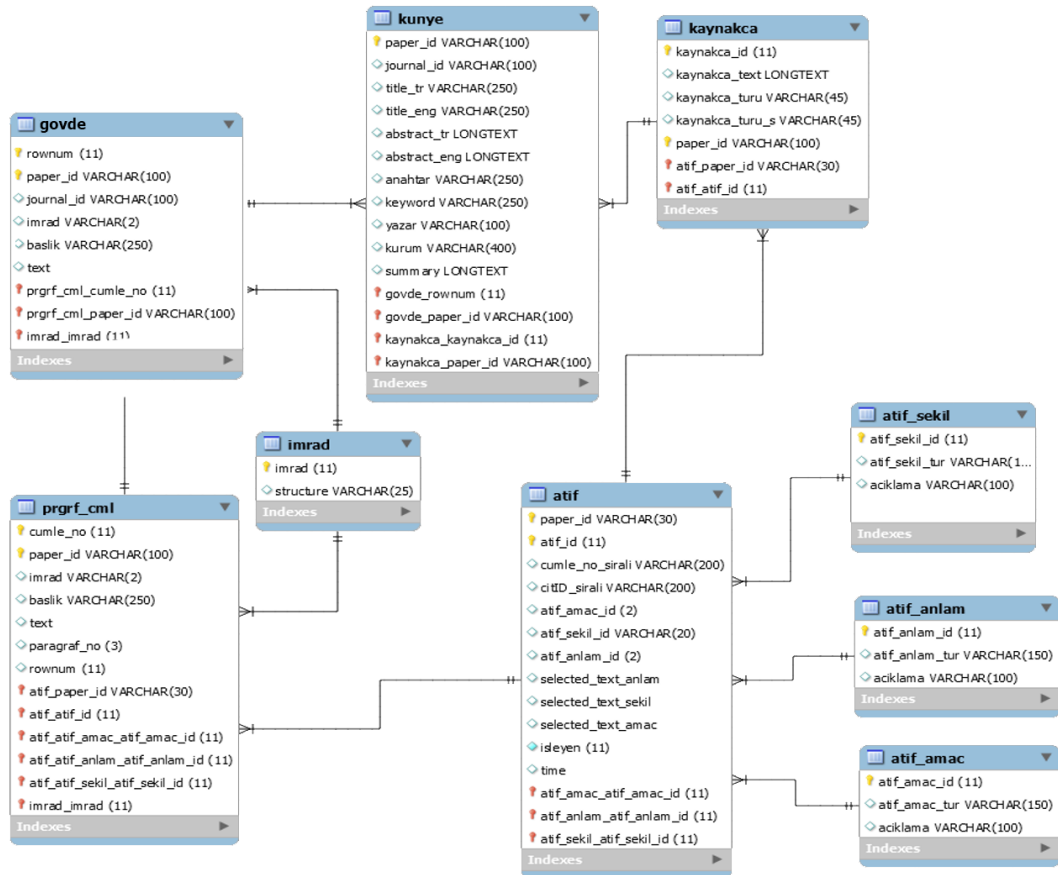 kunye
paper_id VARCHAR(100)
journal_id VARCHAR(100)
title_tr VARCHAR(250)
title_eng VARCHAR(250)
abstract_tr LONGTEXT
abstract_eng LONGTEXT
anahtar VARCHAR(250)
keyword VARCHAR(250)
yazar VARCHAR(100)
kurum VARCHAR(400)
summary LONGTEXT
govde_rownum (11)
govde_paper_id VARCHAR(100)
kaynakca_kaynakca_id (11)
kaynakca_paper_id VARCHAR(100)
Indexes
kaynakca
kaynakca_id (11)
kaynakca_text LONGTEXT
kaynakca_turu VARCHAR(45)
kaynakca_turu_s VARCHAR(45)
paper_id VARCHAR(100)
atif_paper_id VARCHAR(30)
atif_atif_id (11)
Indexes
govde
rownum (11)
paper_id VARCHAR(100)
journal_id VARCHAR(100)
imrad VARCHAR(2)
baslik VARCHAR(250)
text
prgrf_cml_cumle_no (11)
prgrf_cml_paper_id VARCHAR(100)
imrad_imrad (11)
Indexes
imrad
imrad (11)
structure VARCHAR(25)
Indexes
prgrf_cml
cumle_no (11)
paper_id VARCHAR(100)
imrad VARCHAR(2)
baslik VARCHAR(250)
text
paragraf_no (3)
rownum (11)
atif_paper_id VARCHAR(30)
atif_atif_id (11)
atif_atif_amac_atif_amac_id (11)
atif_atif_anlam_atif_anlam_id (11)
atif_atif_sekil_atif_sekil_id (11)
imrad_imrad (11)
Indexes
atif
paper_id VARCHAR(30)
atif_id (11)
cumle_no_sirali VARCHAR(200)
citID_sirali VARCHAR(200)
atif_amac_id (2)
atif_sekil_id VARCHAR(20)
atif_anlam_id (2)
selected_text_anlam
selected_text_sekil
selected_text_amac
isleyen (11)
time
atif_amac_atif_amac_id (11)
atif_anlam_atif_anlam_id (11)
atif_sekil_atif_sekil_id (11)
Indexes
atif_sekil
atif_sekil_id (11)
atif_sekil_tur VARCHAR(1...
aciklama VARCHAR(100)
Indexes
atif_anlam
atif_anlam_id (11)
atif_anlam_tur VARCHAR(150)
aciklama VARCHAR(100)
Indexes
atif_amac
atif_amac_id (11)
atif_amac_tur VARCHAR(150)
aciklama VARCHAR(100)
Indexes